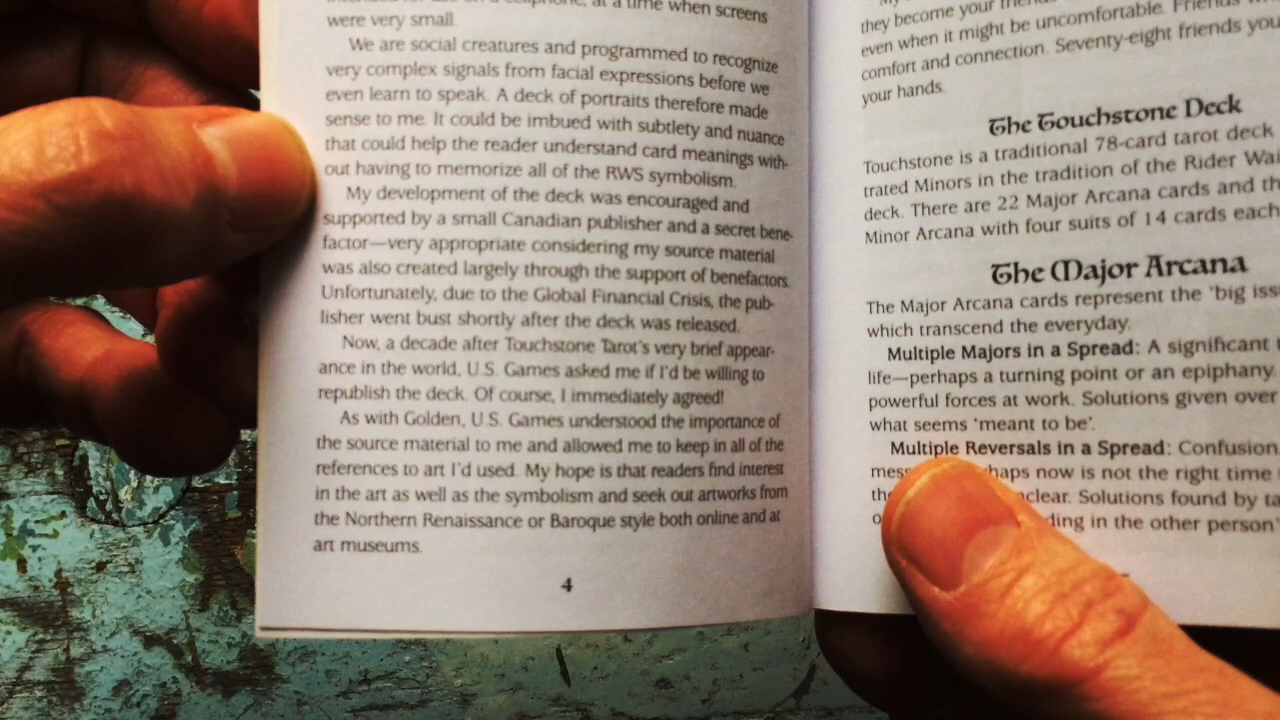 at a time when screens
were very small.
We are social creatures and programmed to recognize
very complex signals from facial expressions before we
even learn to speak. A deck of portraits therefore made
sense to me. It could be imbued with subtlety and nuance
that could help the reader understand card meanings with-
out having to memorize all of the RWS symbolism.
My development of the deck was encouraged and
supported by a small Canadian publisher and a secret bene-
factor—very appropriate considering my source material
was also created largely through the support of benefactors.
Unfortunately, due to the Global Financial Crisis, the pub-
lisher went bust shortly after the deck was released.
Now, a decade after Touchstone Tarot's very brief appear-
ance in the world, U.S. Games asked me if I'd be willing to
republish the deck. Of course, I immediately agreed!
As with Golden, U.S. Games understood the importance of
the source material to me and allowed me to keep in all of the
references to art I'd used. My hope is that readers find interest
in the art as well as the symbolism and seek out artworks from
the Northern Renaissance or Baroque style both online and at
art museums.
4
they become your
even when it might be uncomfortable. Friends
comfort and connection. Seventy-eight friends you
your hands.
The Touchstone Deck
Touchstone is a traditional 78-card tarot deck
trated Minors in the tradition of the Rider
deck. There are 22 Major Arcana cards and
Minor Arcana with four suits of 14 cards each
The Major Arcana
The Major Arcana cards represent the 'big
which transcend the everyday.
Multiple Majors in a Spread: A significant
life—perhaps a turning point or an epiphany.
powerful forces at work. Solutions given over
what seems 'meant to be'.
Multiple Reversals in a Spread: Confusion
now is not the right time
Solutions found by
in the other